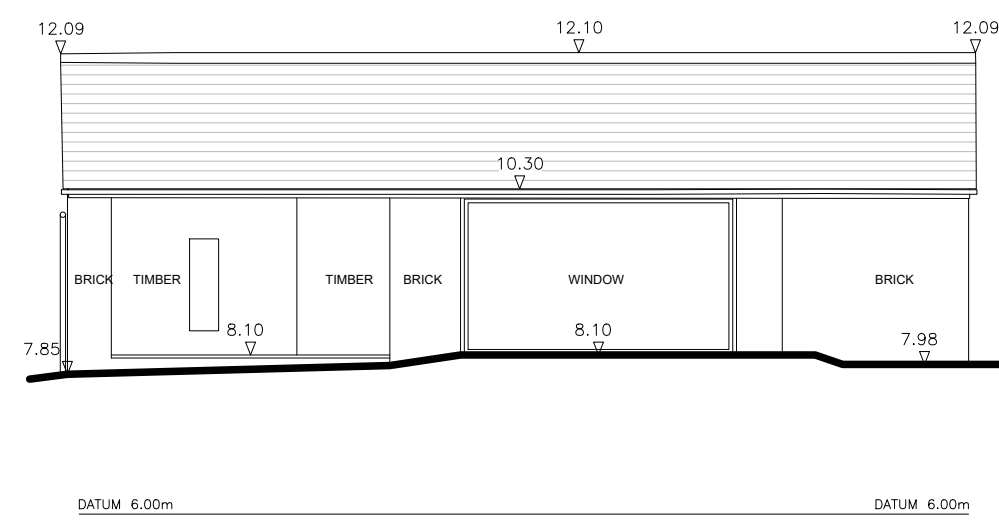 12.09 12.10 12.09
10.30
BRICK TIMBER TIMBER BRICK WINDOW BRICK
8.10 8.10
7.98
7.85
DATUM 6.00m DATUM 6.00m